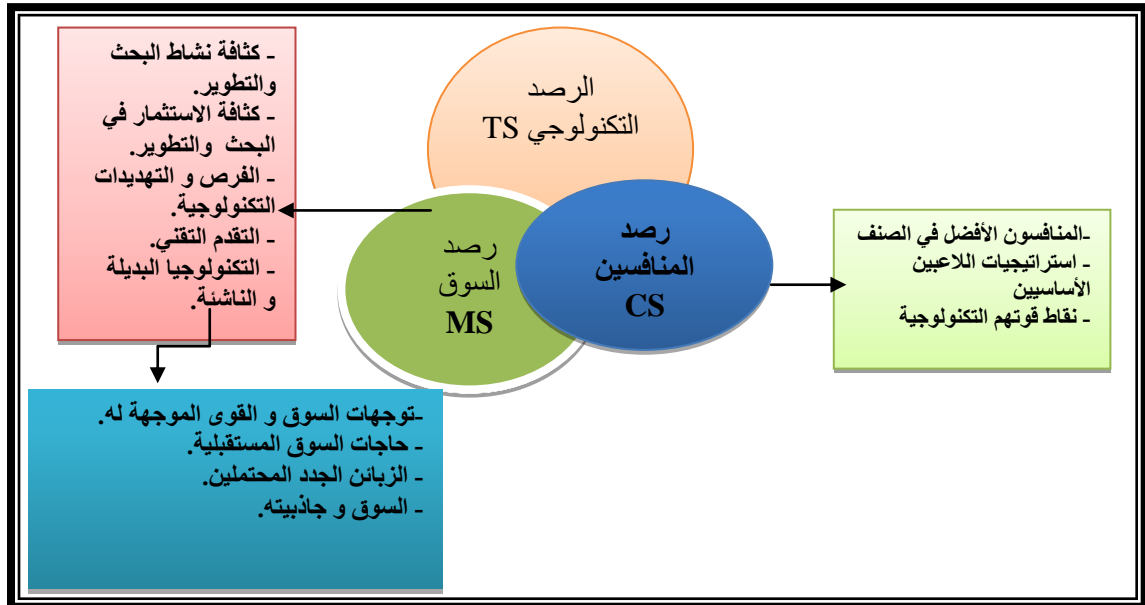 - كثافة نشاط البحث
والتطوير.
- كثافة الاستثمار في
البحث والتطوير.
- الفرص و التهديدات
التكنولوجية.
- التقدم التقني.
- التكنولوجيا البديلة
و الناشئة.
الرصد
التكنولوجي TS
رصد
المنافسين
CS
رصد
السوق
MS
-المنافسون الأفضل في الصنف
- استراتيجيات اللاعبين
الأساسيين
- نقاط قوتهم التكنولوجية
-توجهات السوق و القوى الموجهة له.
- حاجات السوق المستقبلية.
- الزبائن الجدد المحتملين.
- السوق و جاذبيته.